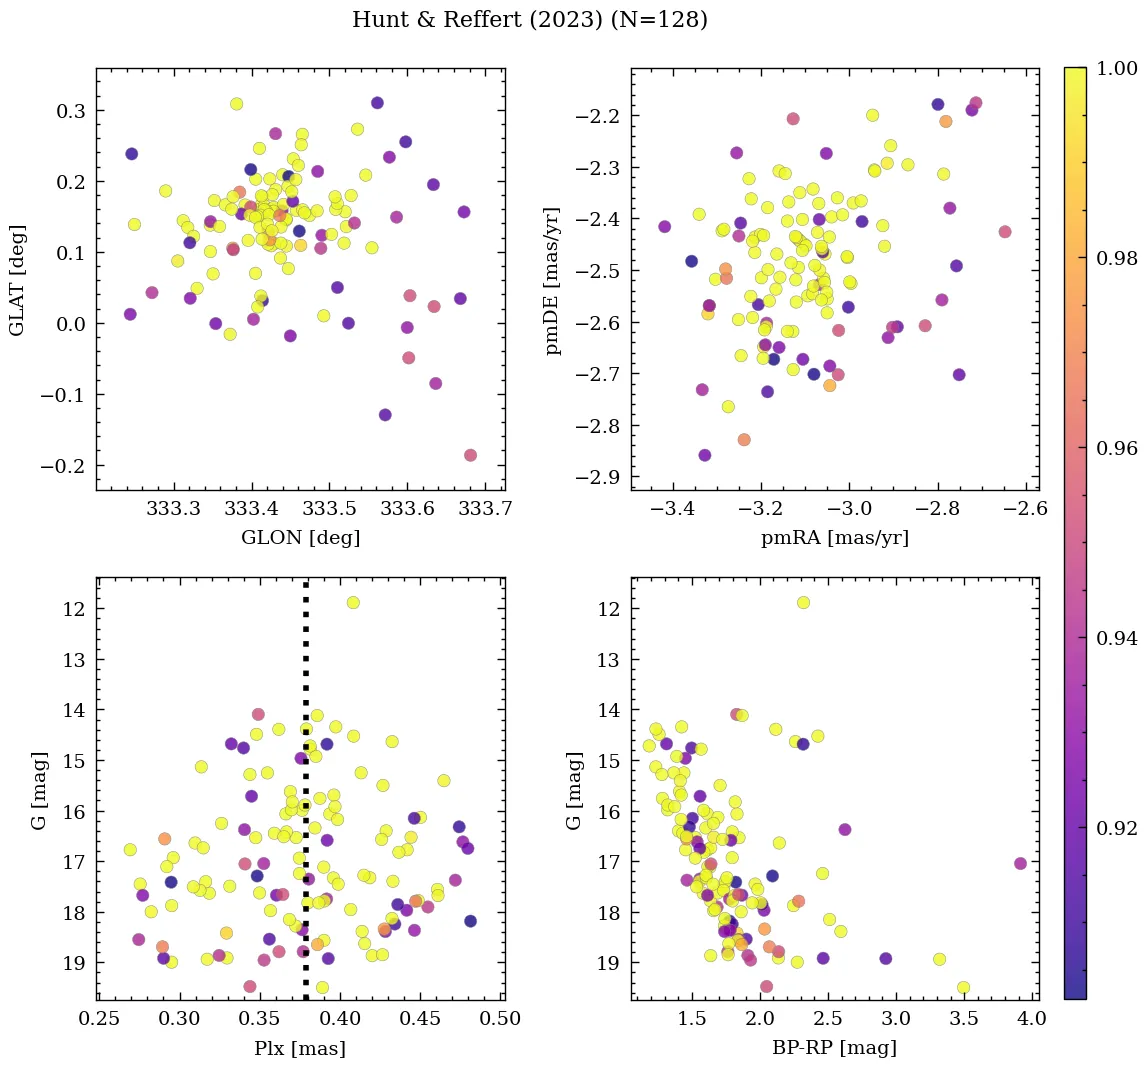 Hunt & Reffert (2023) (N=128)
0.3
0.2
0.1
0.0
−0.1
−0.2
GLAT [deg]
333.3 333.4 333.5 333.6 333.7
GLON [deg]
−2.2
−2.3
−2.4
−2.5
−2.6
−2.7
−2.8
−2.9
pmDE [mas/yr]
−3.4 −3.2 −3.0 −2.8 −2.6
pmRA [mas/yr]
12
13
14
15
16
17
18
19
G [mag]
0.25 0.30 0.35 0.40 0.45 0.50
Plx [mas]
12
13
14
15
16
17
18
19
G [mag]
1.5 2.0 2.5 3.0 3.5 4.0
BP-RP [mag]
1.00
0.98
0.96
0.94
0.92